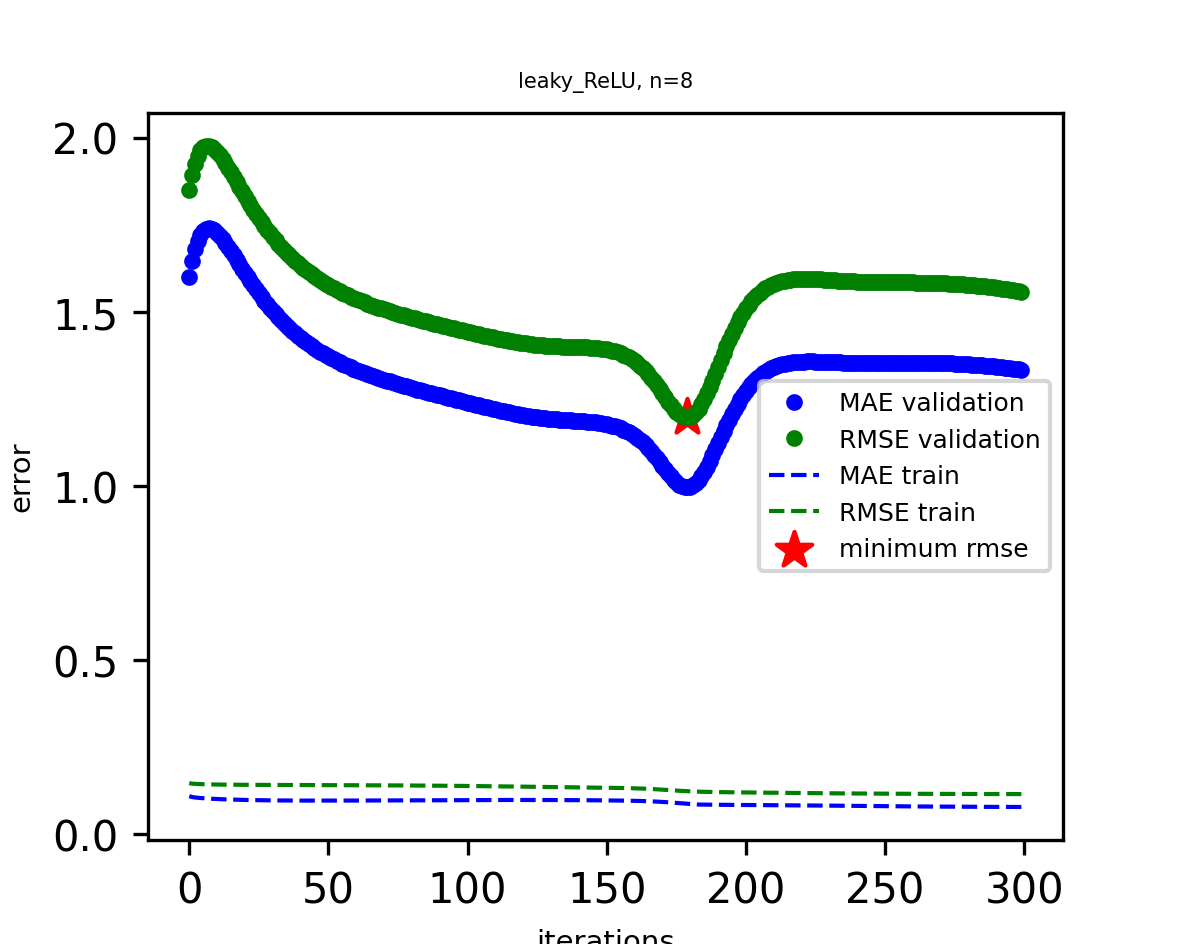 leaky_ReLU, n=8
2.0
1.5
1.0
0.5
0.0
error
MAE validation
RMSE validation
MAE train
RMSE train
minimum rmse
0 50 100 150 200 250 300
iterations